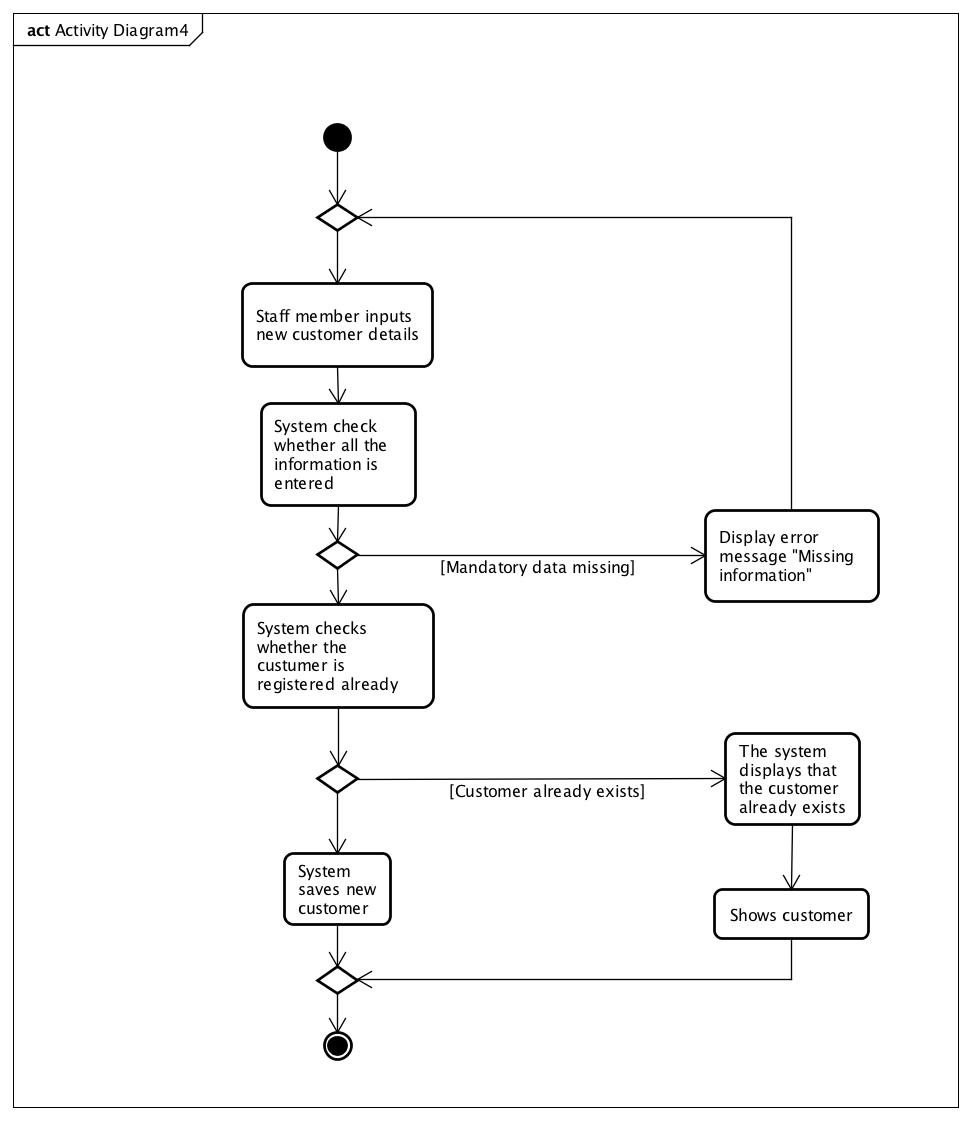 act Activity Diagram4
Staff member inputs
new customer details
System check
whether all the
information is
entered
[Mandatory data missing]
Display error
message "Missing
information"
System checks
whether the
custumer is
registered already
[Customer already exists]
The system
displays that
the customer
already exists
System
saves new
customer
Shows customer